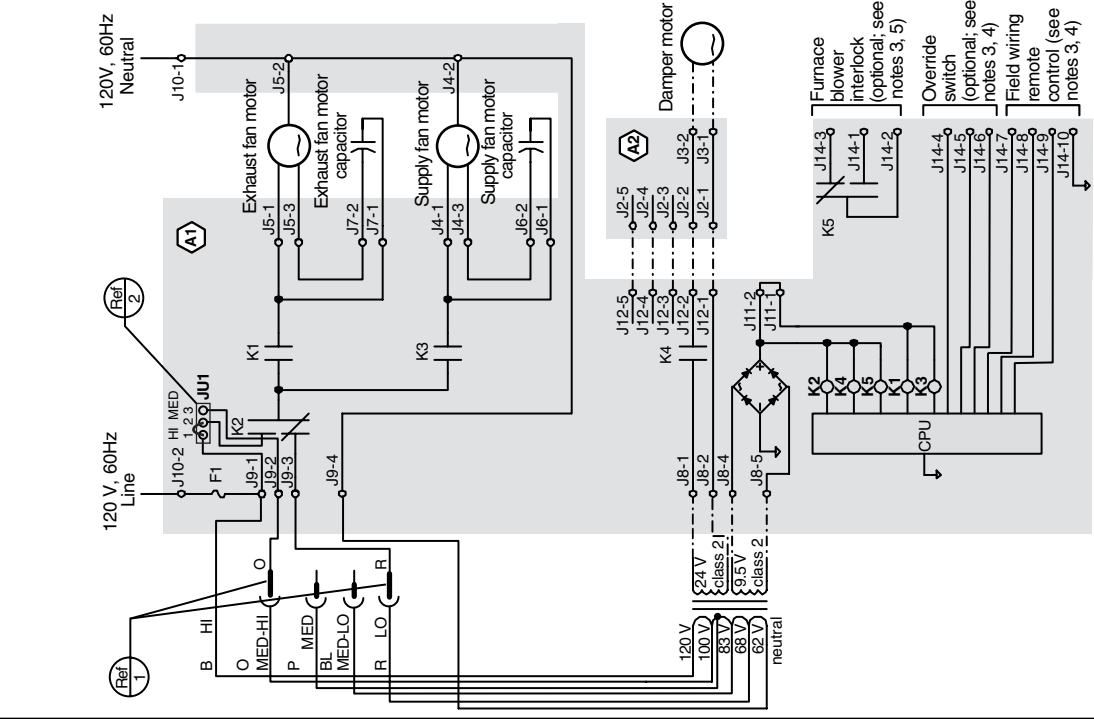 120V, 60Hz
Neutral
J10-1
J5-2
J4-2
Exhaust fan motor
Exhaust fan motor
capacitor
Supply fan motor
Supply fan motor
capacitor
J5-1
J5-3
J7-2
J7-1
J4-1
J4-3
J6-2
J6-1
A1
Ref
2
K1
K3
HI MED
1 2 3
JU1
K2
120 V, 60Hz
Line
J10-2
F1
J9-1
J9-2
J9-3
J9-4
B
HI
O
MED-HI
O
P
MED
BL
MED-LO
R
LO
R
Ref
1
Damper motor
A2
J3-2
J3-1
J2-5
J2-4
J2-3
J2-2
J2-1
J12-5
J12-4
J12-3
J12-2
J12-1
K4
J11-2
J11-1
J8-1
J8-2
J8-4
J8-5
24 V
class 2
9.5 V
class 2
120 V
100 V
83 V
68 V
62 V
neutral
Furnace
blower
interlock
(optional; see
notes 3, 5)
Override
switch
(optional; see
notes 3, 4)
Field wiring
remote
control (see
notes 3, 4)
J14-3
J14-1
J14-2
J14-4
J14-5
J14-6
J14-7
J14-8
J14-9
J14-10
K5
K2
K4
K5
K1
K3
CPU